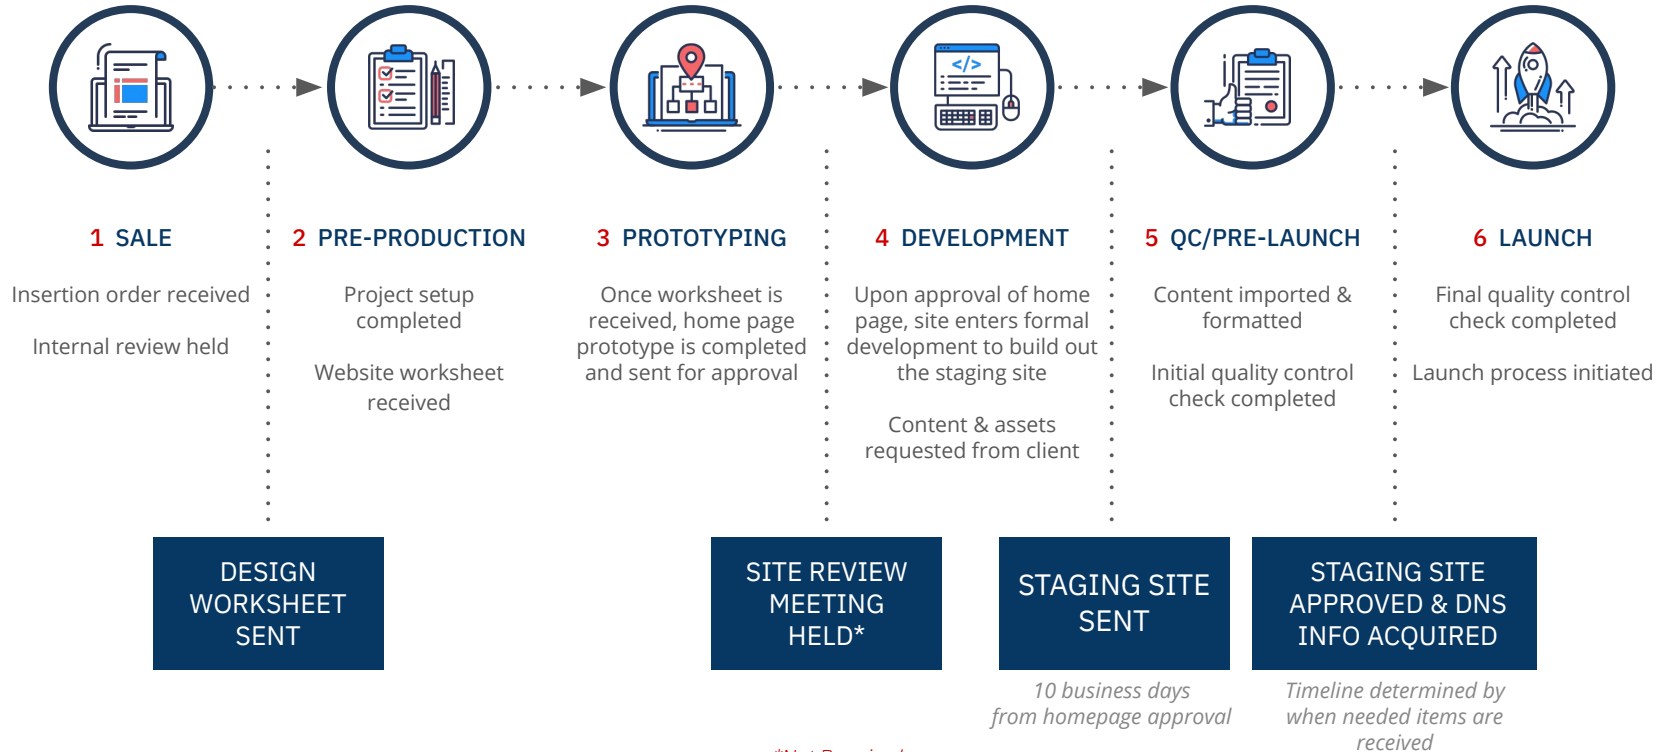 </>
1 SALE
Insertion order received
Internal review held
2 PRE-PRODUCTION
Project setup
completed
Website worksheet
received
3 PROTOTYPING
Once worksheet is
received, home page
prototype is completed
and sent for approval
4 DEVELOPMENT
Upon approval of home
page, site enters formal
development to build out
the staging site
Content & assets
requested from client
5 QC/PRE-LAUNCH
Content imported &
formatted
Initial quality control
check completed
6 LAUNCH
Final quality control
check completed
Launch process initiated
DESIGN
WORKSHEET
SENT
SITE REVIEW
MEETING
HELD*
STAGING SITE
SENT
10 business days
from homepage approval
STAGING SITE
APPROVED & DNS
INFO ACQUIRED
Timeline determined by
when needed items are
received
*Not Required